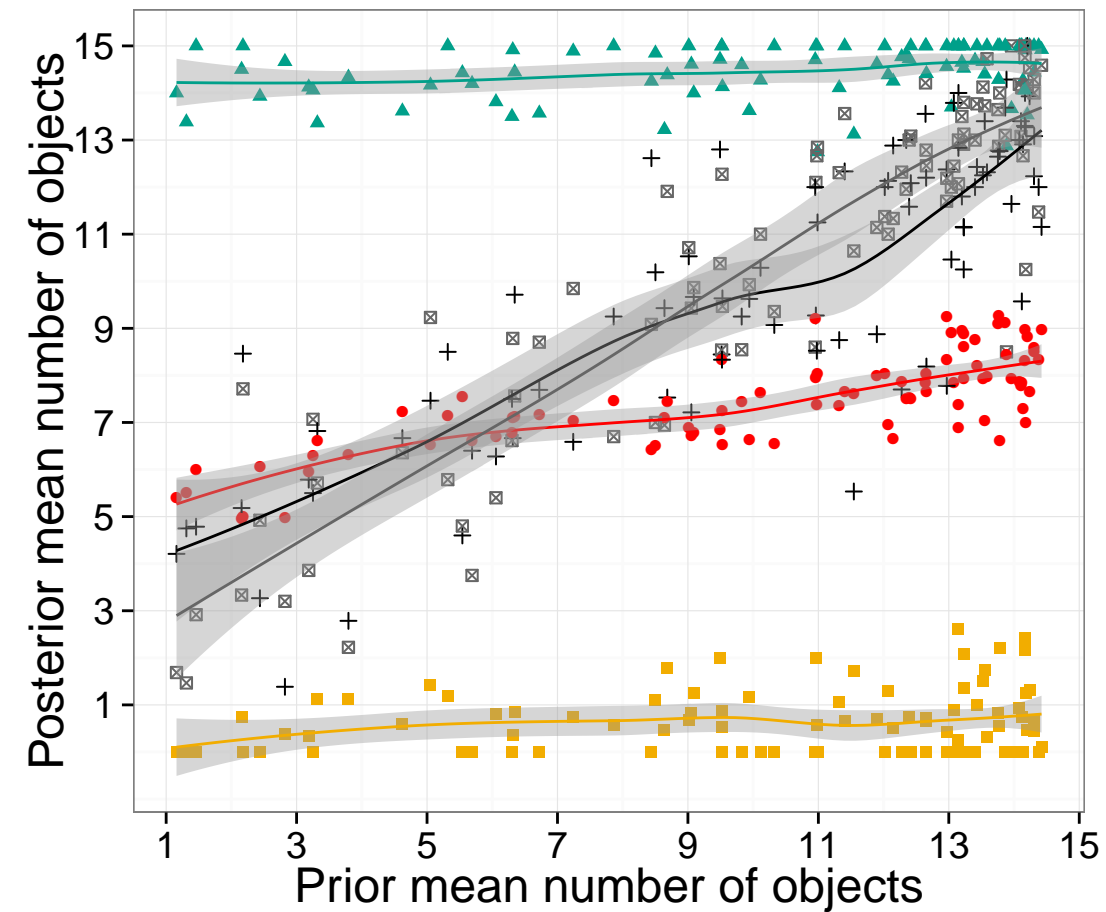 Posterior mean number of objects
15
13
11
9
7
5
3
1
1 3 5 7 9 11 13 15
Prior mean number of objects